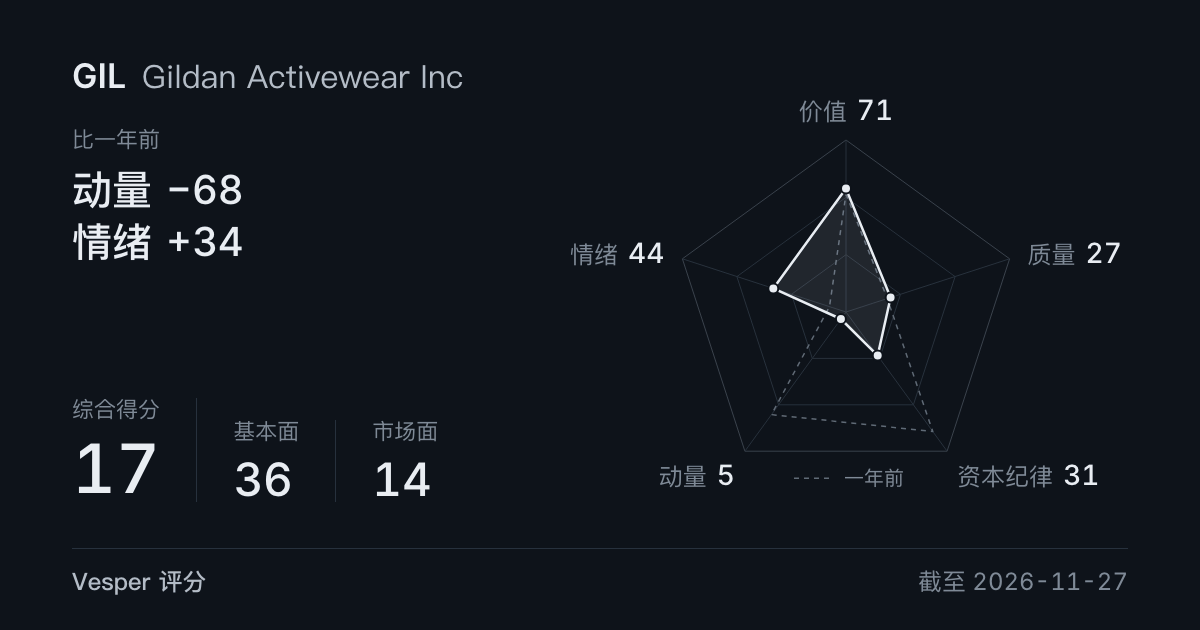 GIL Gildan Activewear Inc
比一年前
动量 −68
情绪 +34
价值 71
情绪 44
质量 27
动量 5
---- 一年前
资本纪律 31
综合得分
17
基本面
36
市场面
14
Vesper 评分
截至 2026-11-27